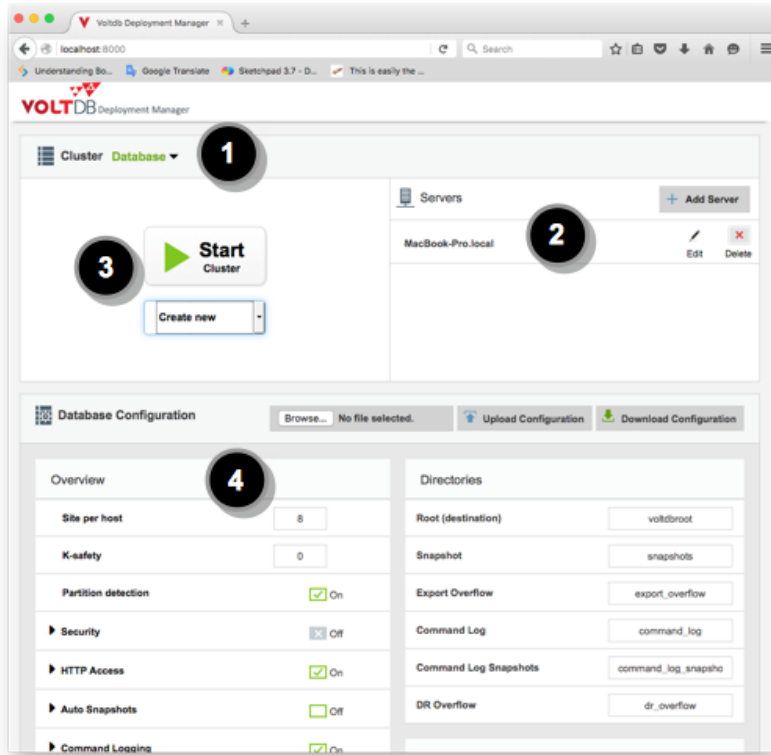 Voltdb Deployment Manager
localhost:8000
Search
Understanding Bo...
Google Translate
Sketchpad 3.7 - D...
This is easily the ...
VOLTDB Deployment Manager
Cluster Database
1
Servers
Add Server
MacBook-Pro.local
2
Edit
Delete
3
Start
Cluster
Create new
Database Configuration
Browse... No file selected.
Upload Configuration
Download Configuration
4
Overview
Site per host 8
K-safety 0
Partition detection On
Security Off
HTTP Access On
Auto Snapshots Off
Command Logging On
Directories
Root (destination) voltdbroot
Snapshot snapshots
Export Overflow export_overflow
Command Log command_log
Command Log Snapshots command_log_snapsho
DR Overflow dr_overflow